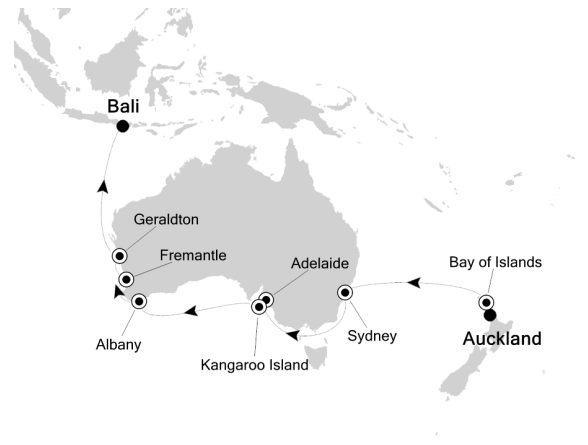 Bali
Geraldton
Fremantle
Adelaide
Bay of Islands
Sydney
Auckland
Albany
Kangaroo Island